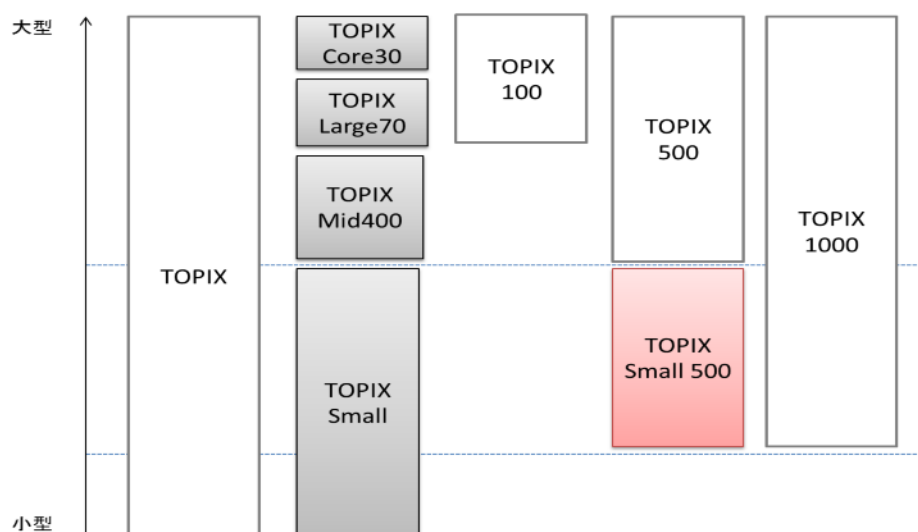 大型
TOPIX
TOPIX
Core30
TOPIX
Large70
TOPIX
Mid400
TOPIX
Small
TOPIX
100
TOPIX
500
TOPIX
Small 500
TOPIX
1000
小型